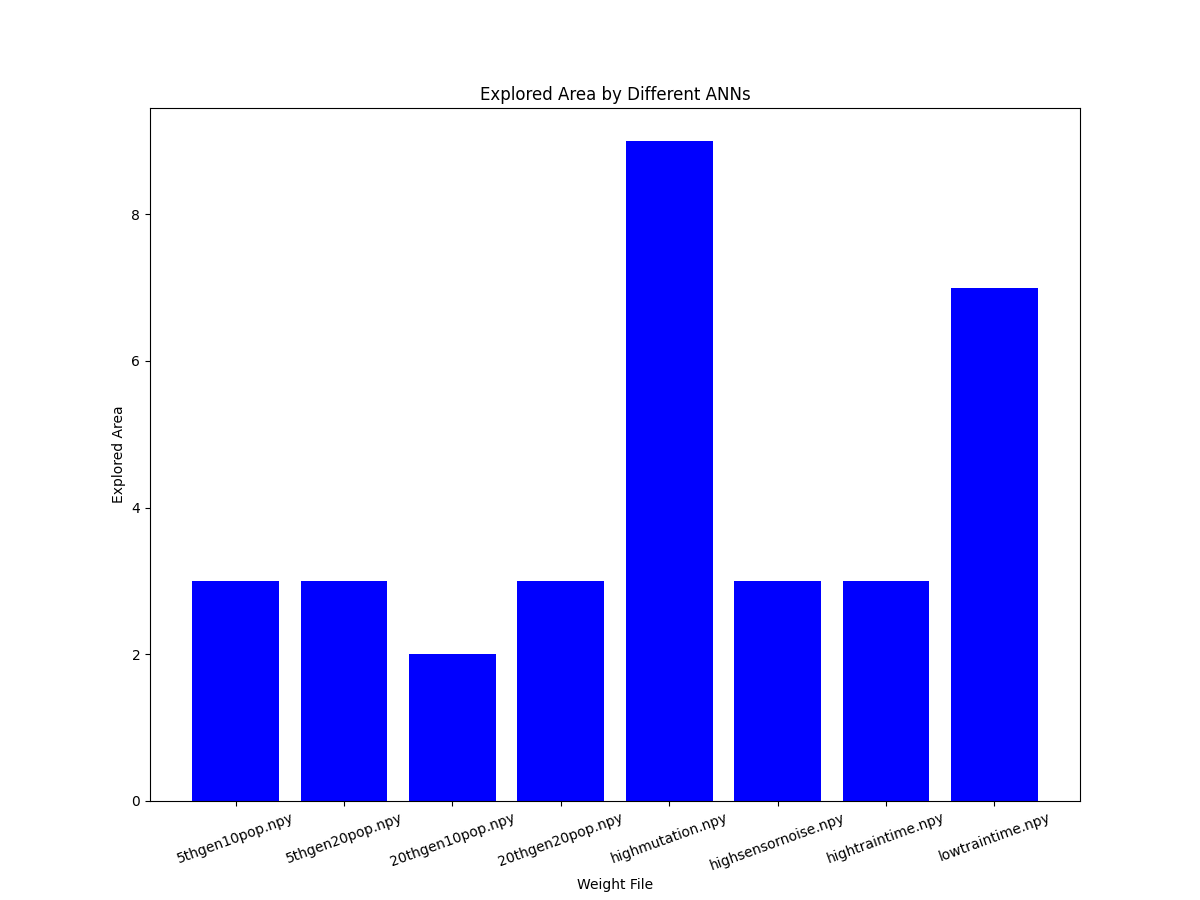 Explored Area by Different ANNs
Explored Area
8
6
4
2
0
5thgen10pop.npy
5thgen20pop.npy
20thgen10pop.npy
20thgen20pop.npy
highmutation.npy
highsensornoise.npy
hightraintime.npy
lowtraintime.npy
Weight File